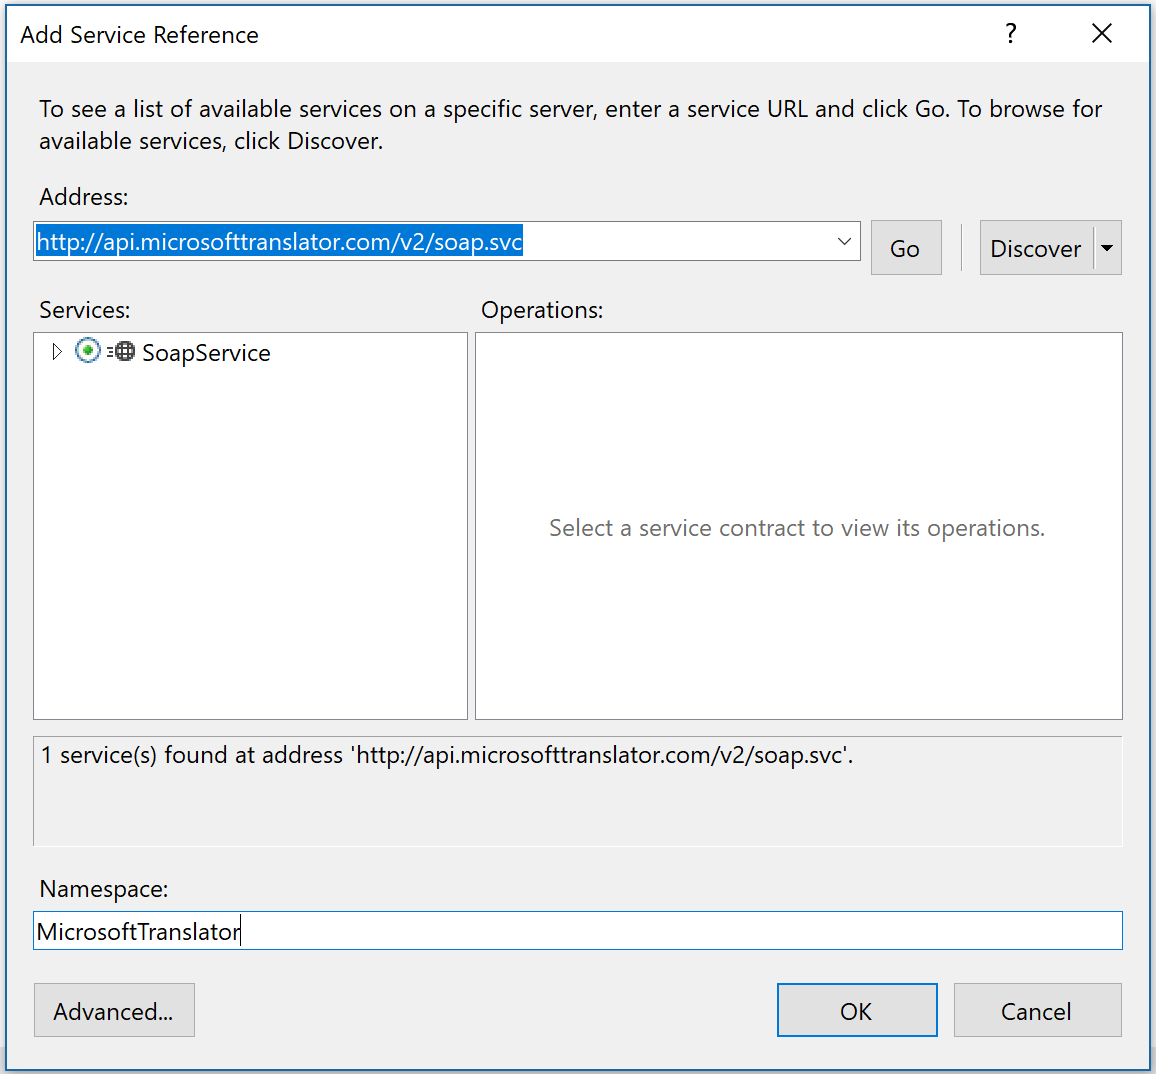 Add Service Reference
?
To see a list of available services on a specific server, enter a service URL and click Go. To browse for
available services, click Discover.
Address:
http://api.microsofttranslator.com/v2/soap.svc
Go
Discover
Services:
Operations:
SoapService
Select a service contract to view its operations.
1 service(s) found at address 'http://api.microsofttranslator.com/v2/soap.svc'.
Namespace:
MicrosoftTranslator
Advanced...
OK
Cancel